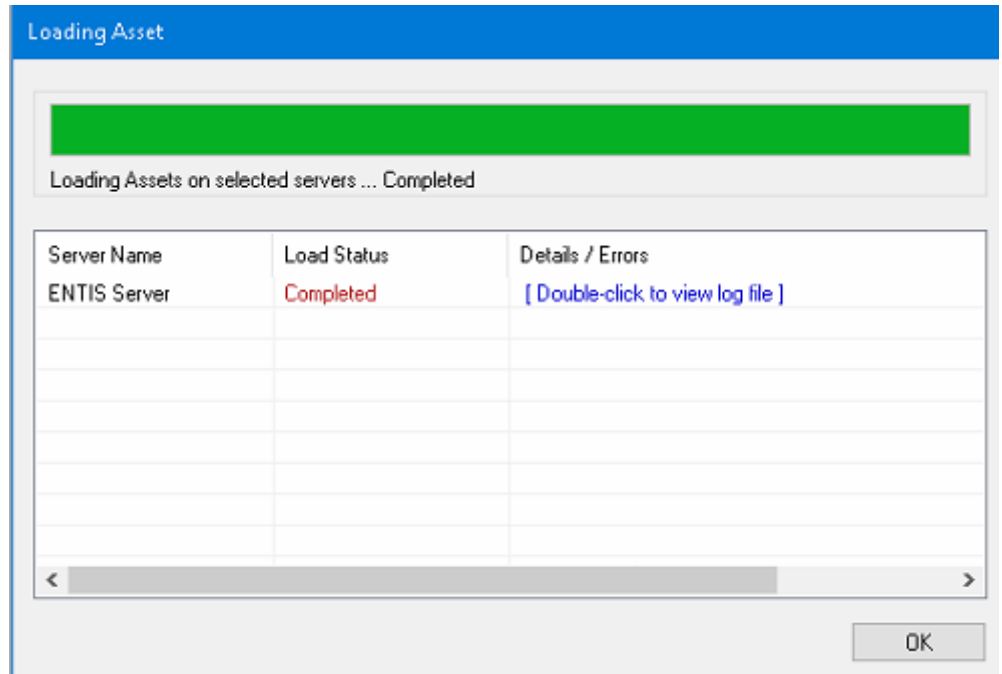 Loading Asset
Loading Assets on selected servers ... Completed
Server Name Load Status Details / Errors
ENTIS Server Completed [ Double-click to view log file ]
OK